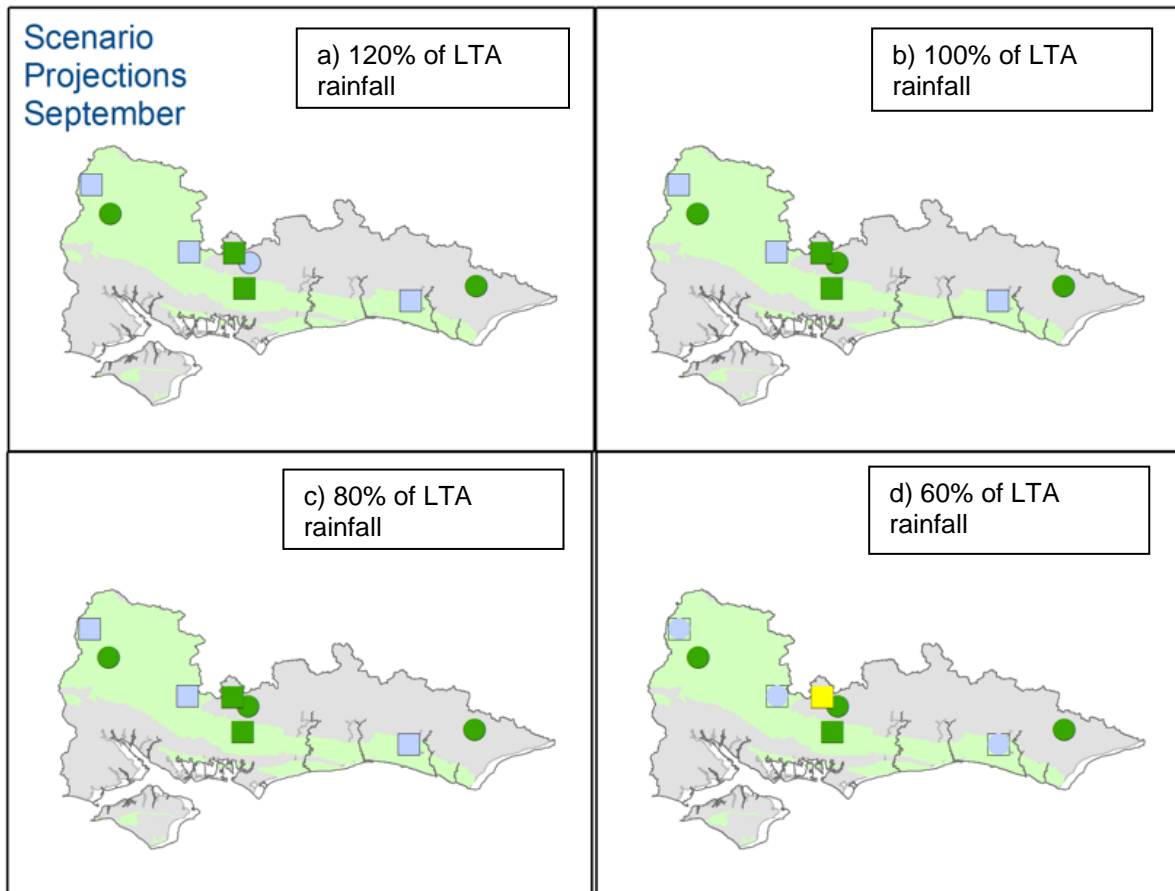 Scenario
Projections
September
a) 120% of LTA
rainfall
b) 100% of LTA
rainfall
c) 80% of LTA
rainfall
d) 60% of LTA
rainfall